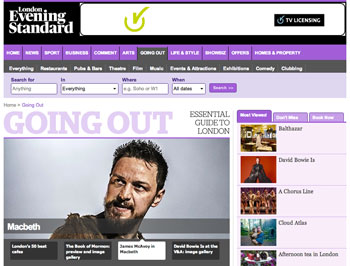 London
Evening
Standard
TV LICENSING
HOME NEWS SPORT BUSINESS COMMENT ARTS GOING OUT LIFE & STYLE SHOWBIZ OFFERS HOMES & PROPERTY
Everything Restaurants Pubs & Bars Theatre Film Music Events & Attractions Exhibitions Comedy Clubbing
Search for In Where When
Anything Everything e.g. Soho or W1 All dates Search >>
Home > Going Out
GOING OUT
ESSENTIAL
GUIDE TO
LONDON
Macbeth
London's 50 best
cafes
The Book of Mormon:
preview and image
gallery
James McAvoy in
Macbeth
David Bowie Is at the
V&A: image gallery
Most Viewed Don't Miss Book Now
Balthazar
David Bowie Is
A Chorus Line
Cloud Atlas
Afternoon tea in London